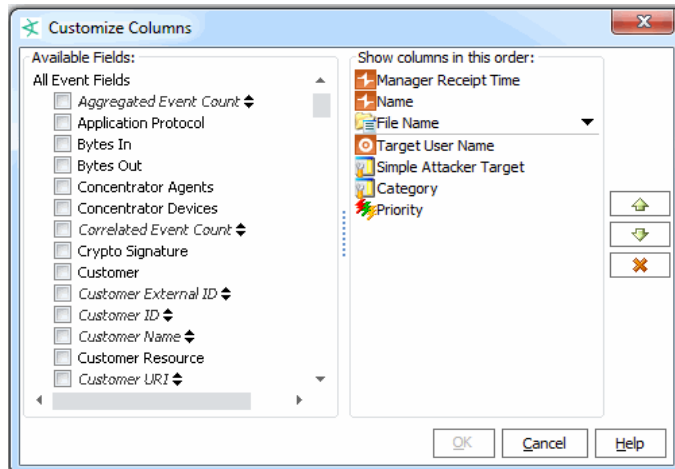 Customize Columns
Available Fields:
All Event Fields
Aggregated Event Count
Application Protocol
Bytes In
Bytes Out
Concentrator Agents
Concentrator Devices
Correlated Event Count
Crypto Signature
Customer
Customer External ID
Customer ID
Customer Name
Customer Resource
Customer URI
Show columns in this order:
Manager Receipt Time
Name
File Name
Target User Name
Simple Attacker Target
Category
Priority
OK
Cancel
Help